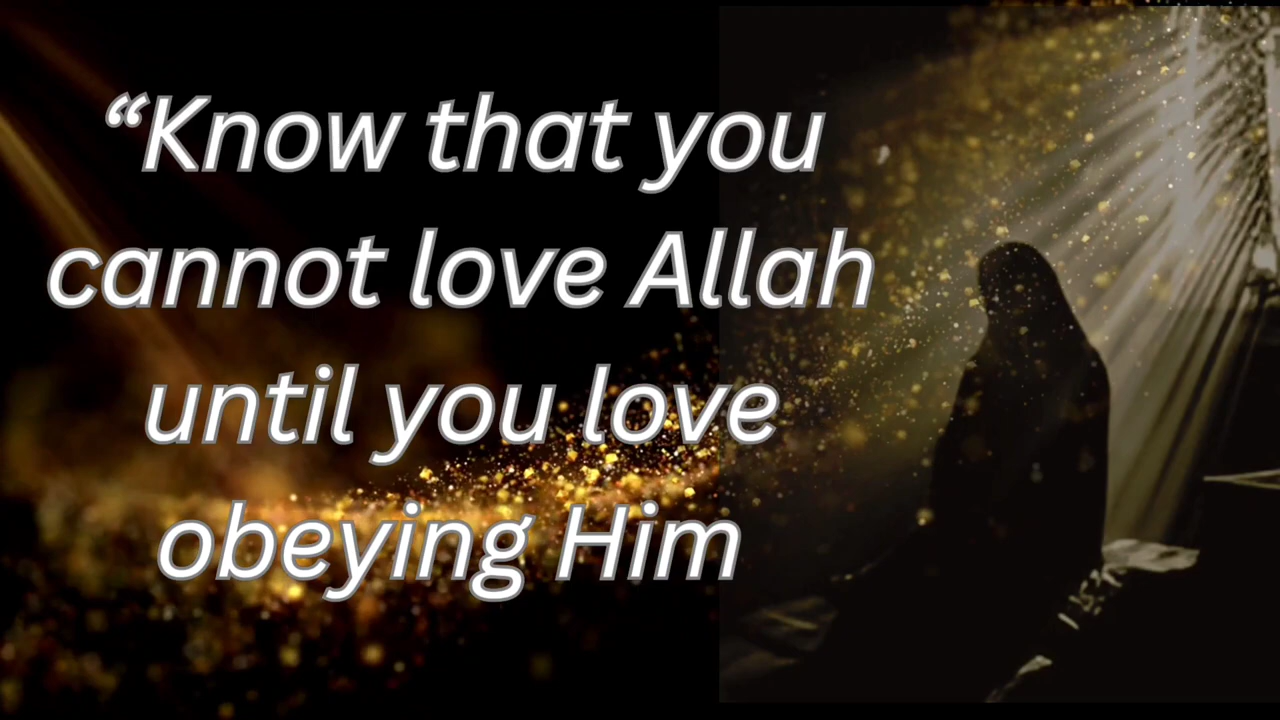 “Know that you
cannot love Allah
until you love
obeying Him